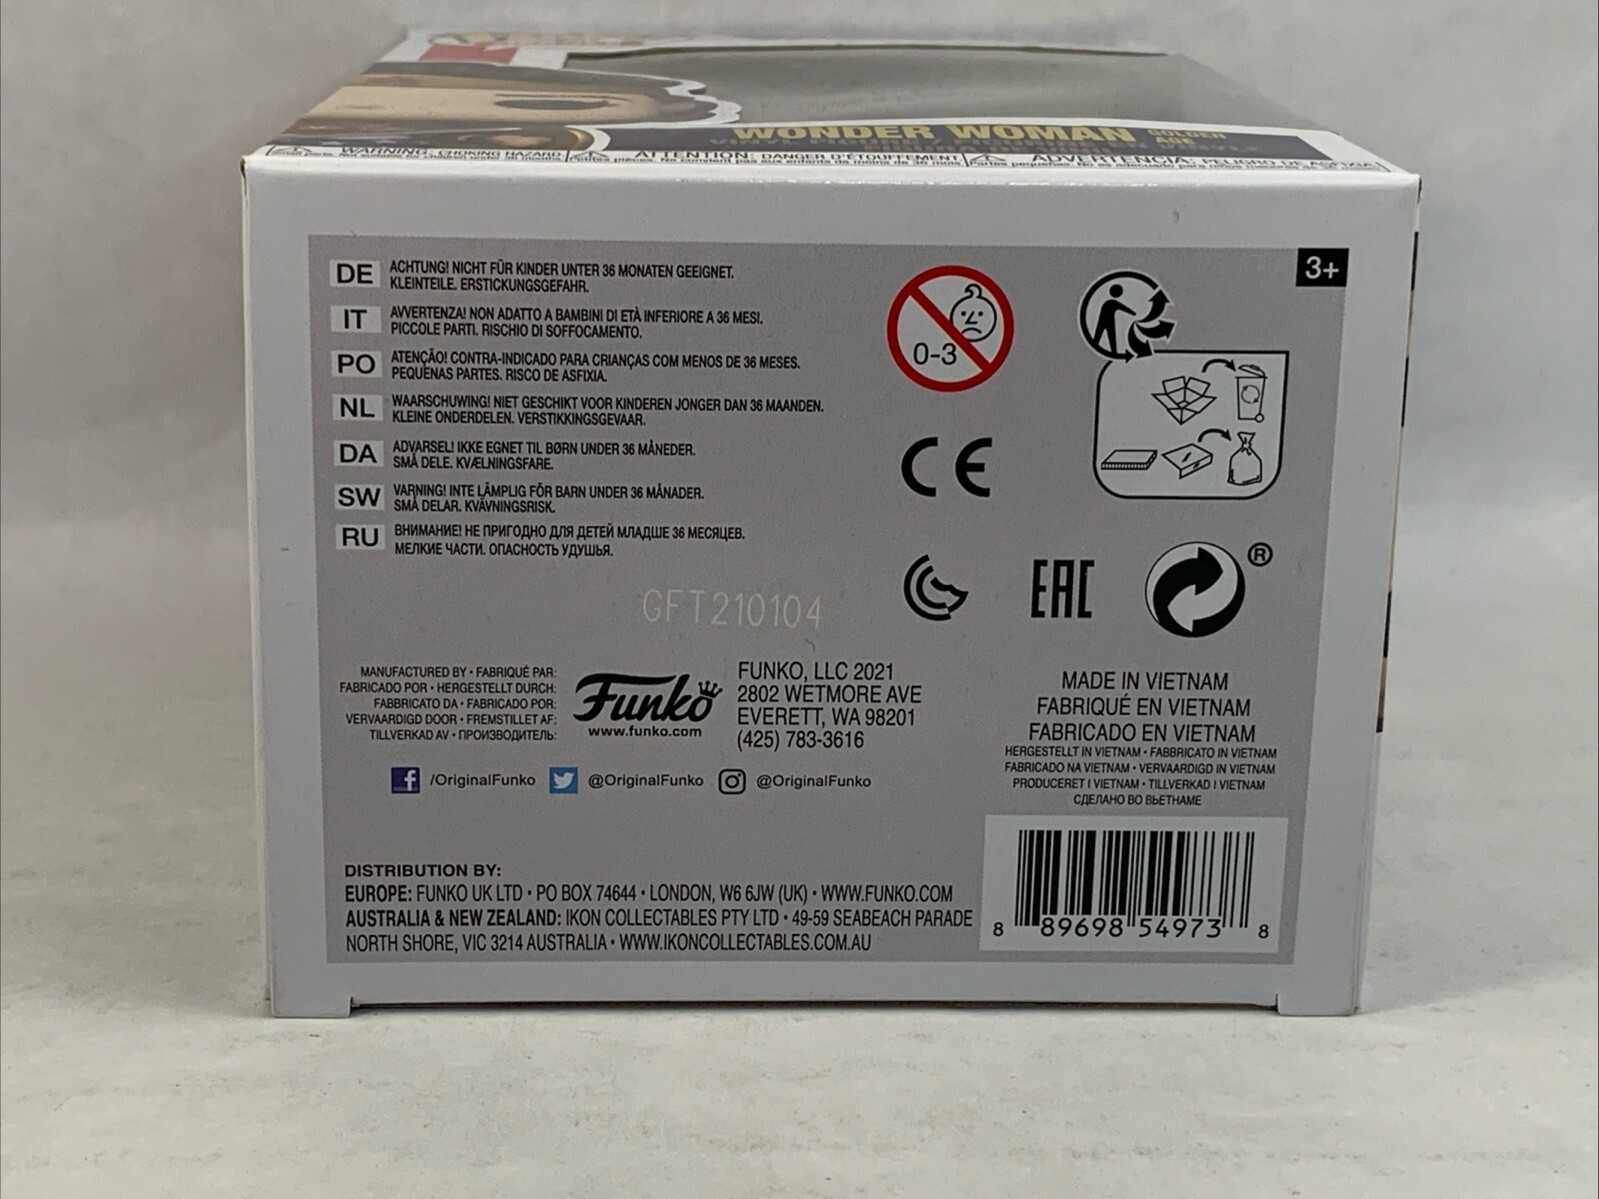 WONDER WOMAN GOLDEN AGE
WARNING: CHOKING HAZARD.
ATTENTION: DANGER D'ÉTOUFFEMENT
ADVERTENCIA: PELIGRO DE ASFIXIA
3+
DE ACHTUNG! NICHT FÜR KINDER UNTER 36 MONATEN GEEIGNET.
KLEINTEILE. ERSTICKUNGSGEFAHR.
IT AVVERTENZA! NON ADATTO A BAMBINI DI ETÀ INFERIORE A 36 MESI.
PICCOLE PARTI. RISCHIO DI SOFFOCAMENTO.
PO ATENÇÃO! CONTRA-INDICADO PARA CRIANÇAS COM MENOS DE 36 MESES.
PEQUENAS PARTES. RISCO DE ASFIXIA.
NL WAARSCHUWING! NIET GESCHIKT VOOR KINDEREN JONGER DAN 36 MAANDEN.
KLEINE ONDERDELEN. VERSTIKKINGSGEVAAR.
DA ADVARSEL! IKKE EGNET TIL BØRN UNDER 36 MÅNEDER.
SMÅ DELE. KVÆLNINGSFARE.
SW VARNING! INTE LÄMPLIG FÖR BARN UNDER 36 MÅNADER.
SMÅ DELAR. KVÄVNINGSRISK.
RU ВНИМАНИЕ! НЕ ПРИГОДНО ДЛЯ ДЕТЕЙ МЛАДШЕ 36 МЕСЯЦЕВ.
МЕЛКИЕ ЧАСТИ. ОПАСНОСТЬ УДУШЬЯ.
0-3
CE
EAC
®
GFT210104
MANUFACTURED BY • FABRIQUÉ PAR:
FABRICADO POR • HERGESTELLT DURCH:
FABBRICATO DA • FABRICADO POR:
VERVAARDIGD DOOR • FREMSTILLET AF:
TILLVERKAD AV • ПРОИЗВОДИТЕЛЬ:
Funko
www.funko.com
FUNKO, LLC 2021
2802 WETMORE AVE
EVERETT, WA 98201
(425) 783-3616
/OriginalFunko @OriginalFunko @OriginalFunko
MADE IN VIETNAM
FABRIQUÉ EN VIETNAM
FABRICADO EN VIETNAM
HERGESTELLT IN VIETNAM • FABBRICATO IN VIETNAM
FABRICADO NA VIETNAM • VERVAARDIGD IN VIETNAM
PRODUCERET I VIETNAM • TILLVERKAD I VIETNAM
СДЕЛАНО ВО ВЬЕТНАМЕ
DISTRIBUTION BY:
EUROPE: FUNKO UK LTD • PO BOX 74644 • LONDON, W6 6JW (UK) • WWW.FUNKO.COM
AUSTRALIA & NEW ZEALAND: IKON COLLECTABLES PTY LTD • 49-59 SEABEACH PARADE
NORTH SHORE, VIC 3214 AUSTRALIA • WWW.IKONCOLLECTABLES.COM.AU
8 89698 54973 8